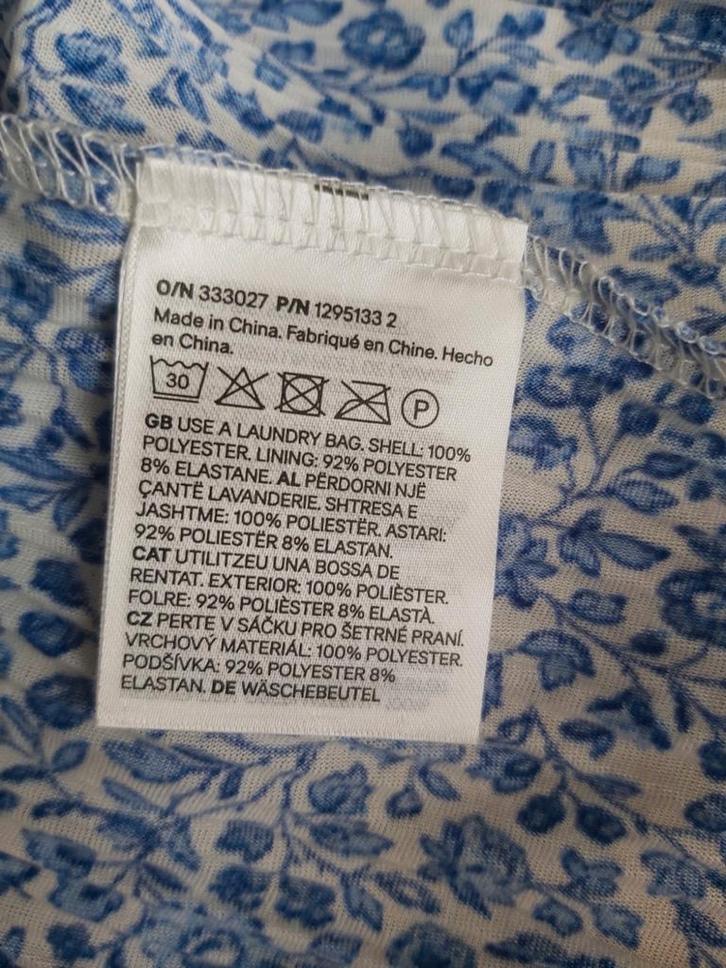 O/N 333027 P/N 1295133 2
Made in China. Fabriqué en Chine. Hecho
en China.
30 P
GB USE A LAUNDRY BAG. SHELL: 100%
POLYESTER. LINING: 92% POLYESTER
8% ELASTANE. AL PËRDORNI NJË
ÇANTË LAVANDERIE. SHTRESA E
JASHTME: 100% POLIESTËR. ASTARI:
92% POLIESTËR 8% ELASTAN.
CAT UTILITZEU UNA BOSSA DE
RENTAT. EXTERIOR: 100% POLIÈSTER.
FOLRE: 92% POLIÈSTER 8% ELASTÀ.
CZ PERTE V SÁČKU PRO ŠETRNÉ PRANÍ.
VRCHOVÝ MATERIÁL: 100% POLYESTER.
PODŠÍVKA: 92% POLYESTER 8%
ELASTAN. DE WÄSCHEBEUTEL